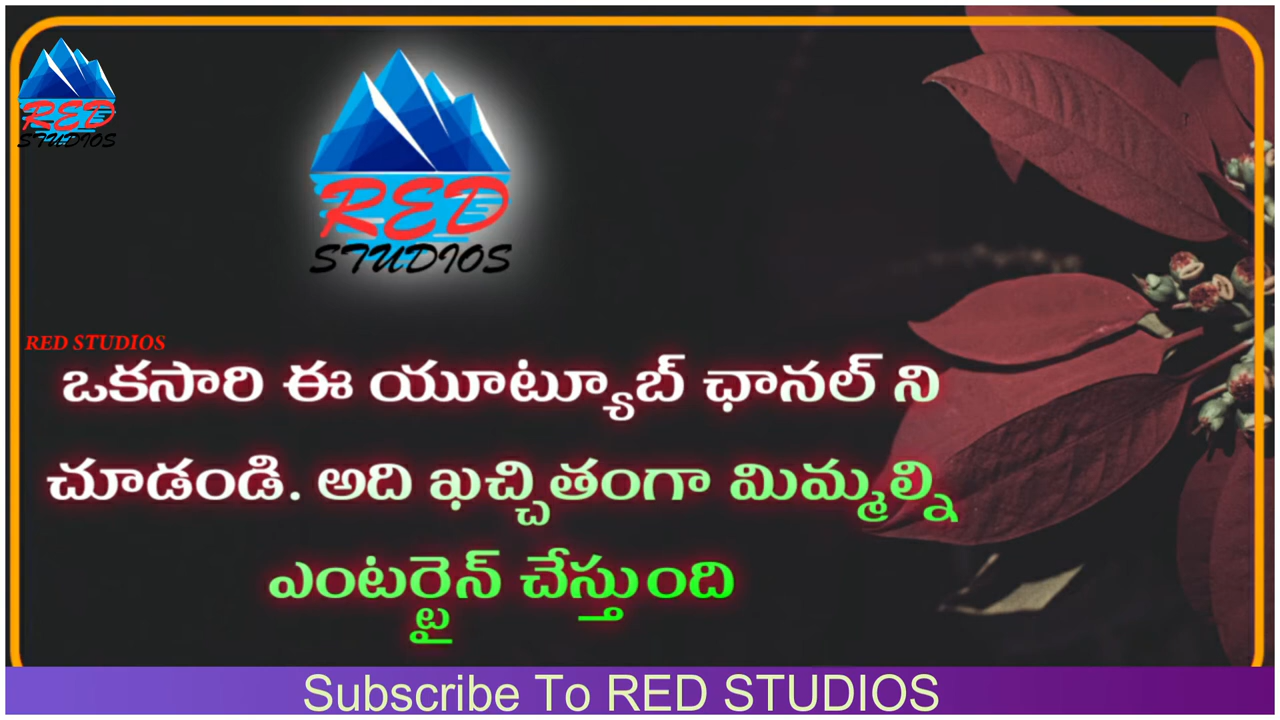 RED
STUDIOS
RED
STUDIOS
RED STUDIOS
ఒకసారి ఈ యూట్యూబ్ ఛానల్ ని
చూడండి. అది ఖచ్చితంగా మిమ్మల్ని
ఎంటర్టైన్ చేస్తుంది
Subscribe To RED STUDIOS